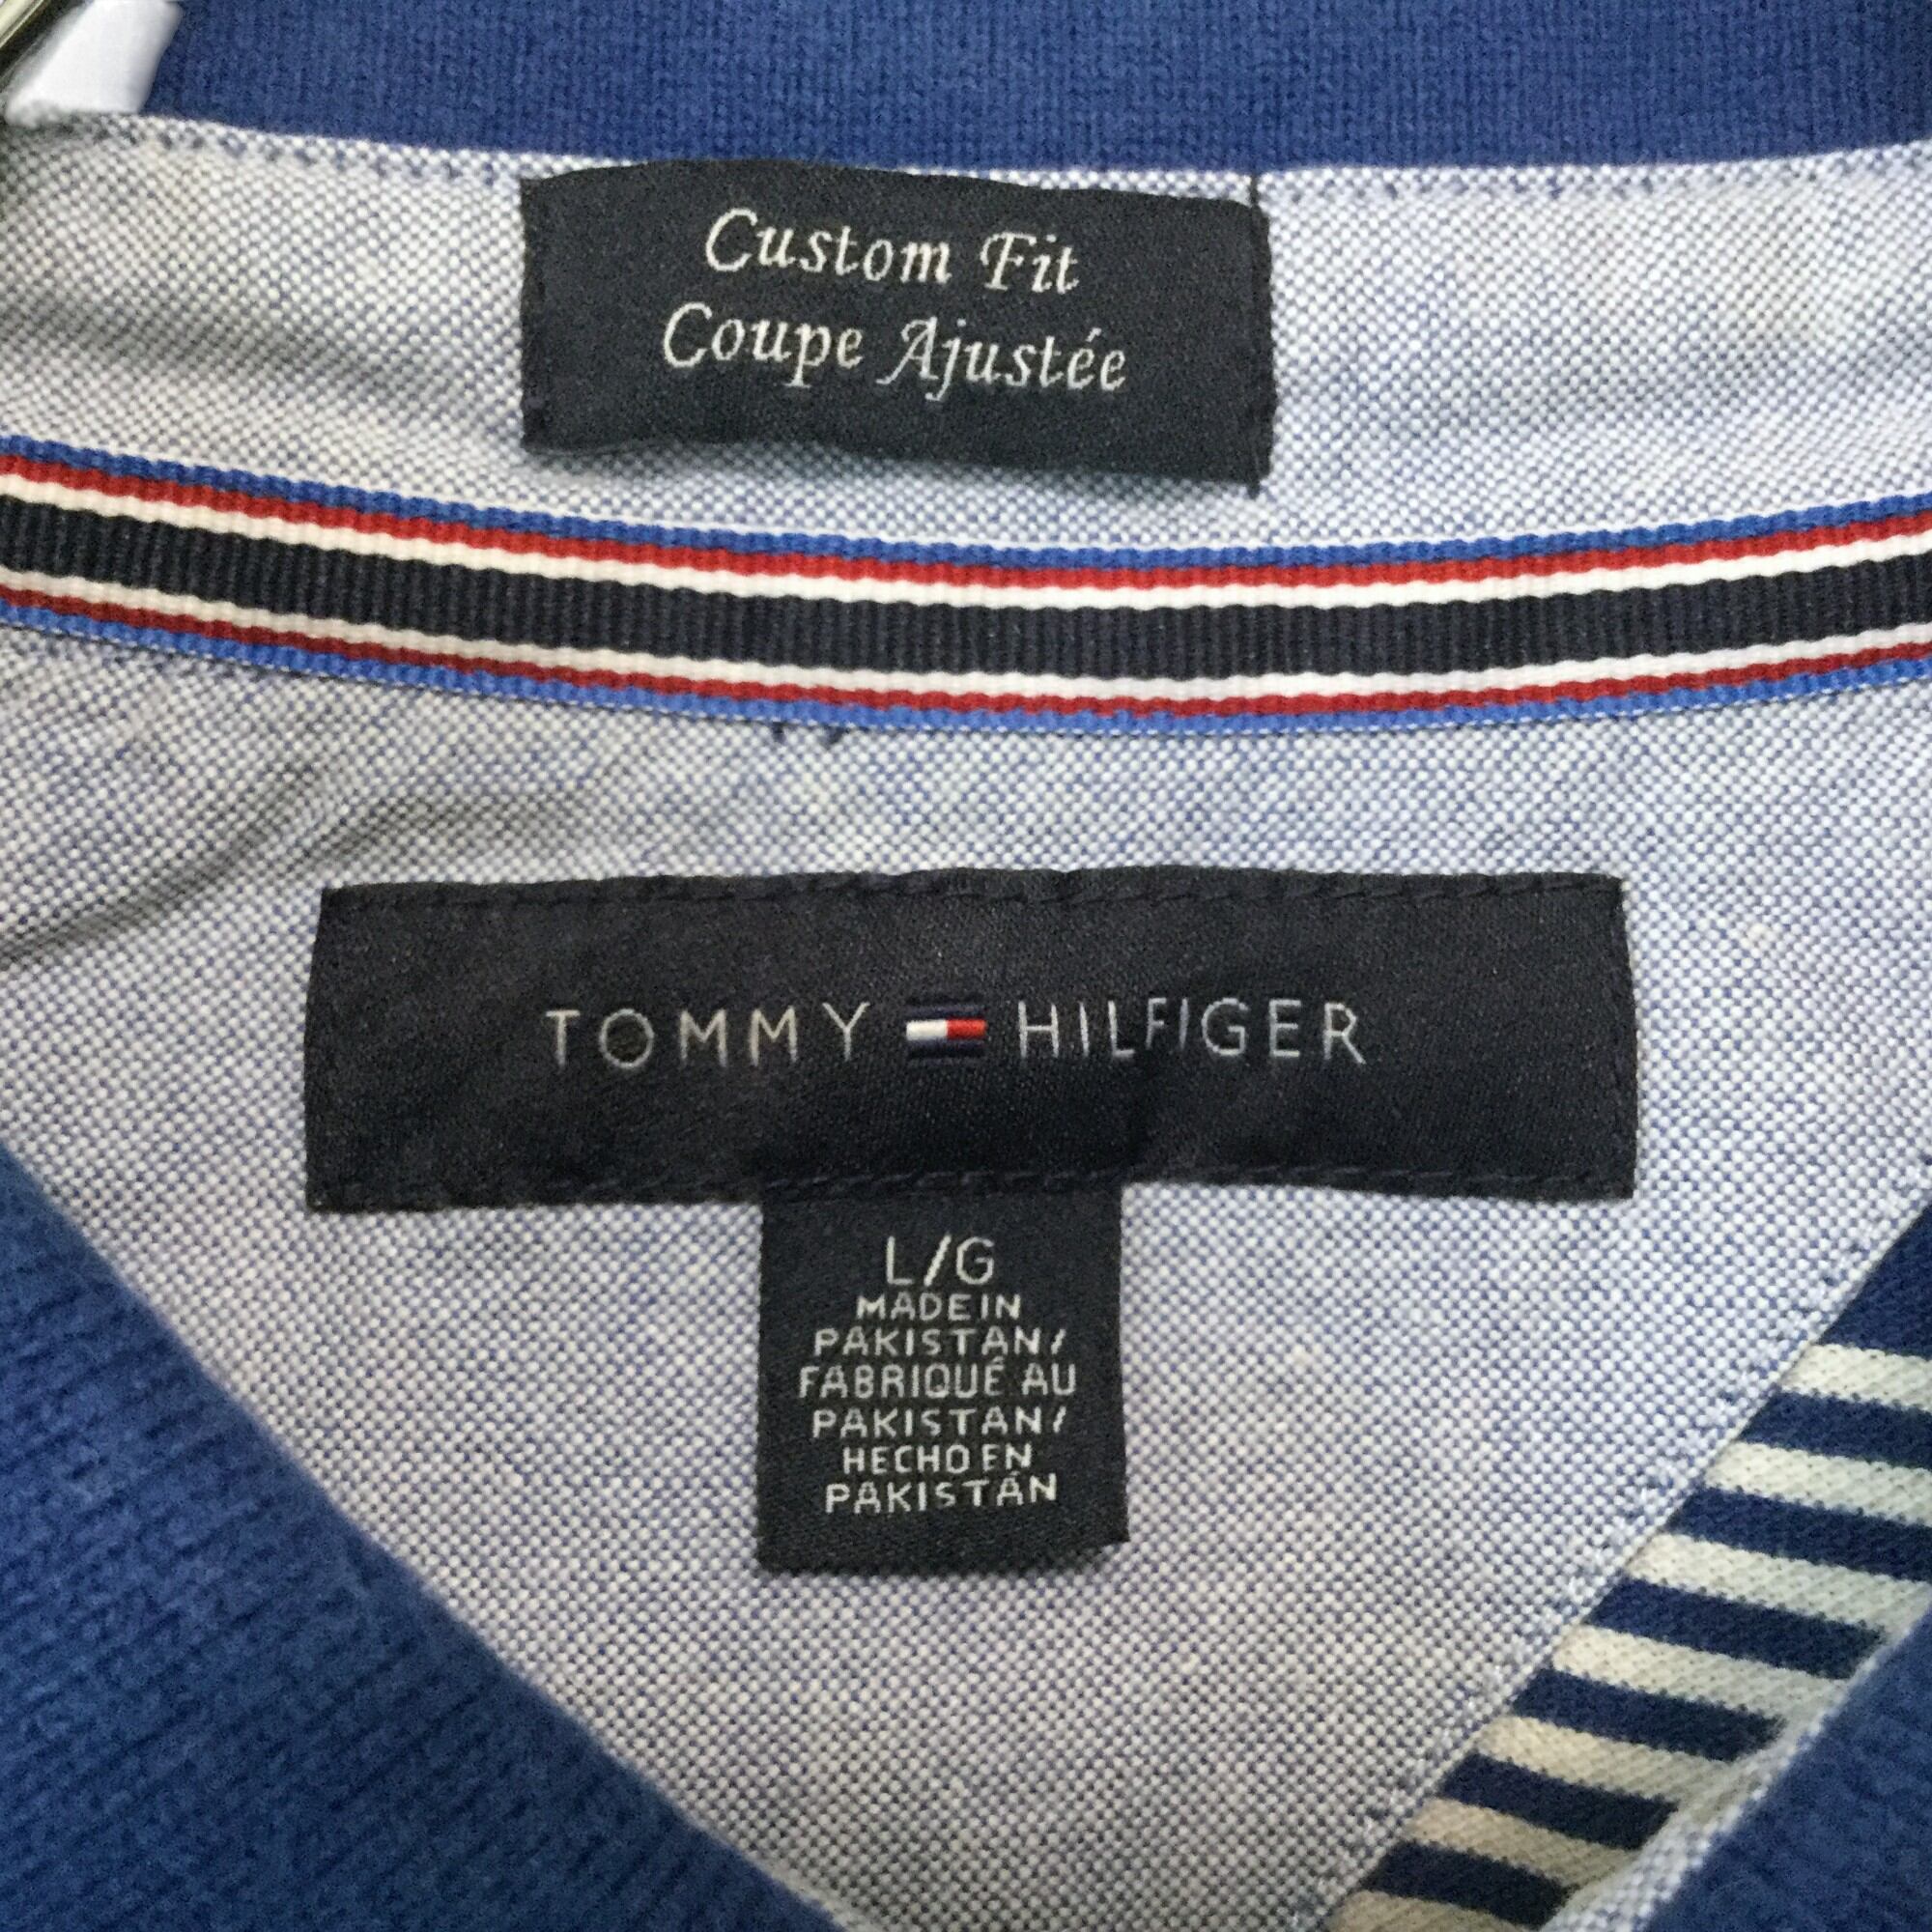 Custom Fit
Coupe Ajustée
TOMMY HILFIGER
L/G
MADE IN
PAKISTAN/
FABRIQUÉ AU
PAKISTAN/
HECHO EN
PAKISTÁN